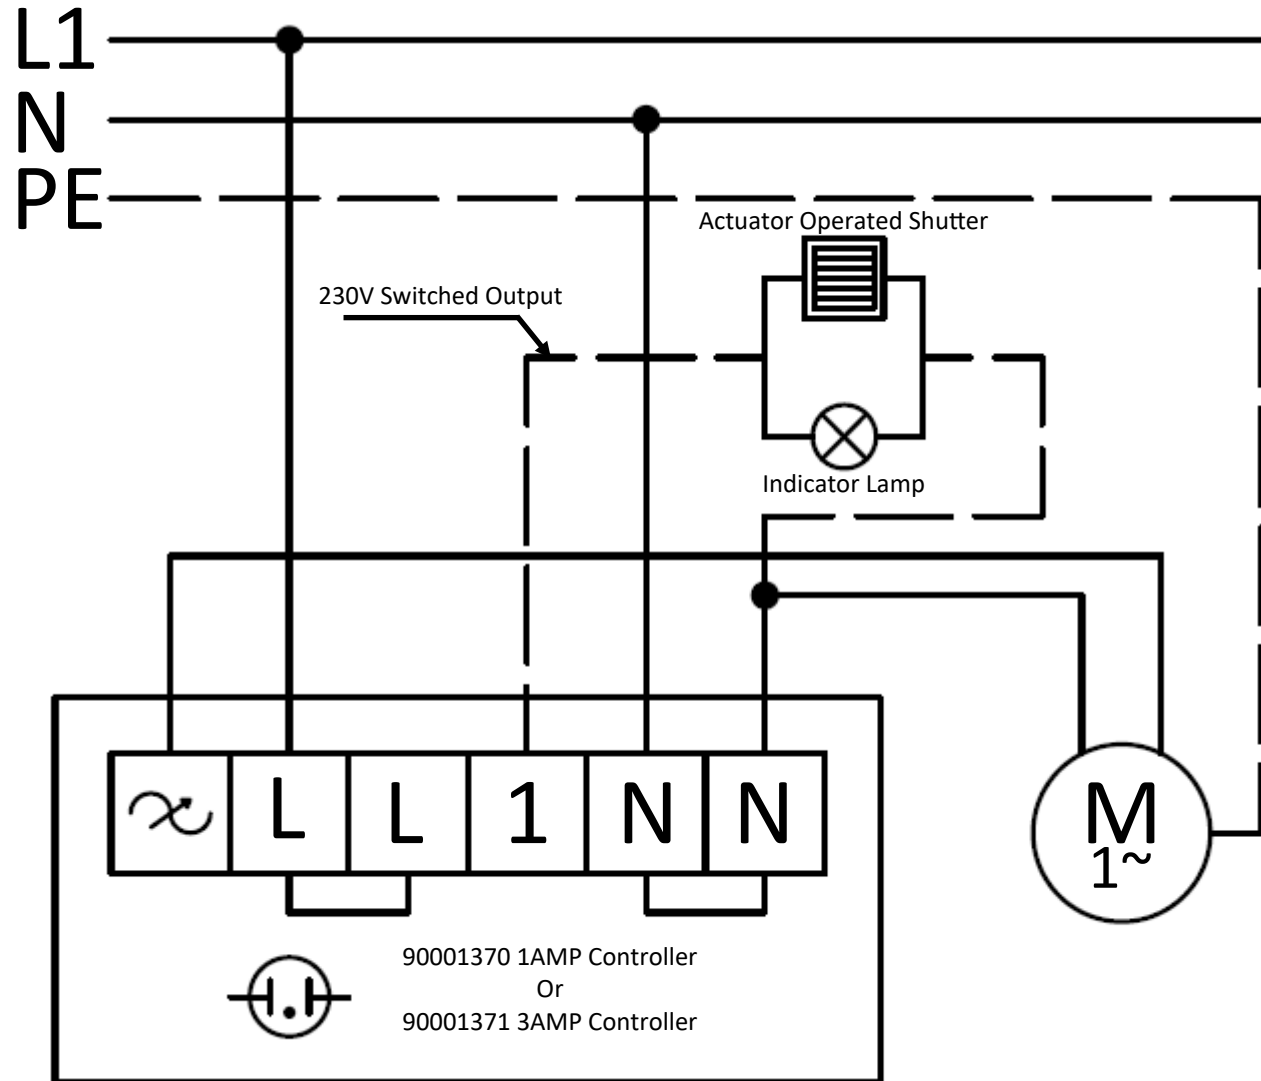 L1
N
PE
Actuator Operated Shutter
230V Switched Output
Indicator Lamp
L L 1 N N
M
1~
90001370 1AMP Controller
Or
90001371 3AMP Controller